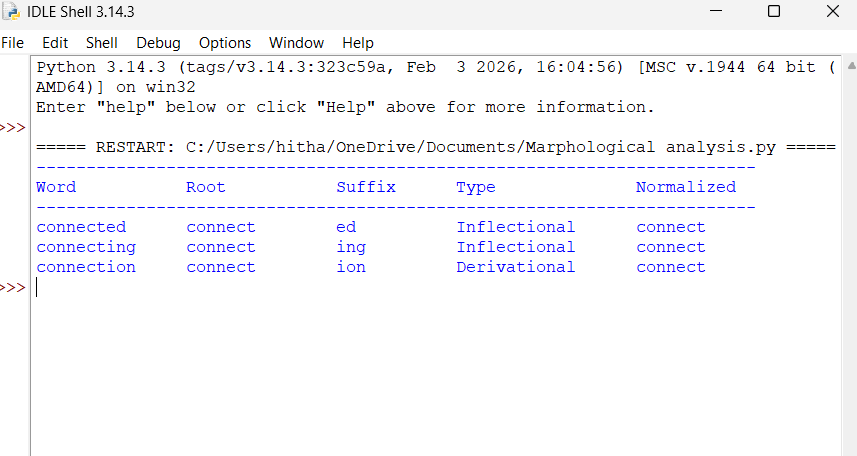 IDLE Shell 3.14.3
File Edit Shell Debug Options Window Help
Python 3.14.3 (tags/v3.14.3:323c59a, Feb  3 2026, 16:04:56) [MSC v.1944 64 bit (
AMD64)] on win32
Enter "help" below or click "Help" above for more information.
>>>
===== RESTART: C:/Users/hitha/OneDrive/Documents/Marphological analysis.py =====
------------------------------------------------------------------------
Word           Root           Suffix      Type              Normalized
------------------------------------------------------------------------
connected      connect        ed          Inflectional      connect
connecting     connect        ing         Inflectional      connect
connection     connect        ion         Derivational      connect
>>>